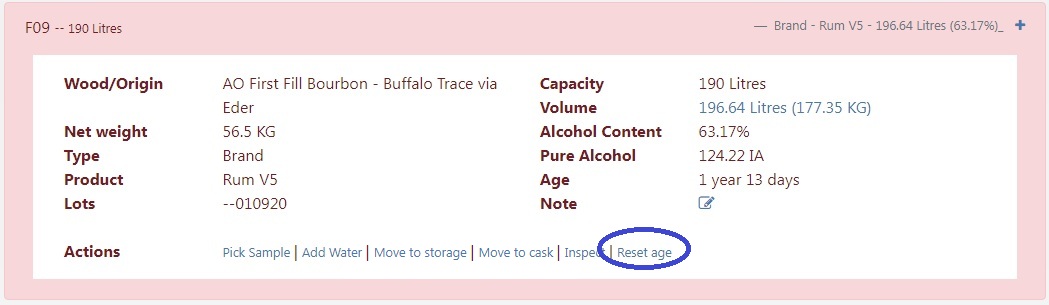 F09 -- 190 Litres
— Brand - Rum V5 - 196.64 Litres (63.17%)_ +
Wood/Origin AO First Fill Bourbon - Buffalo Trace via Eder
Capacity 190 Litres
Volume 196.64 Litres (177.35 KG)
Net weight 56.5 KG
Alcohol Content 63.17%
Type Brand
Pure Alcohol 124.22 lA
Product Rum V5
Age 1 year 13 days
Lots --010920
Note
Actions Pick Sample | Add Water | Move to storage | Move to cask | Inspect | Reset age